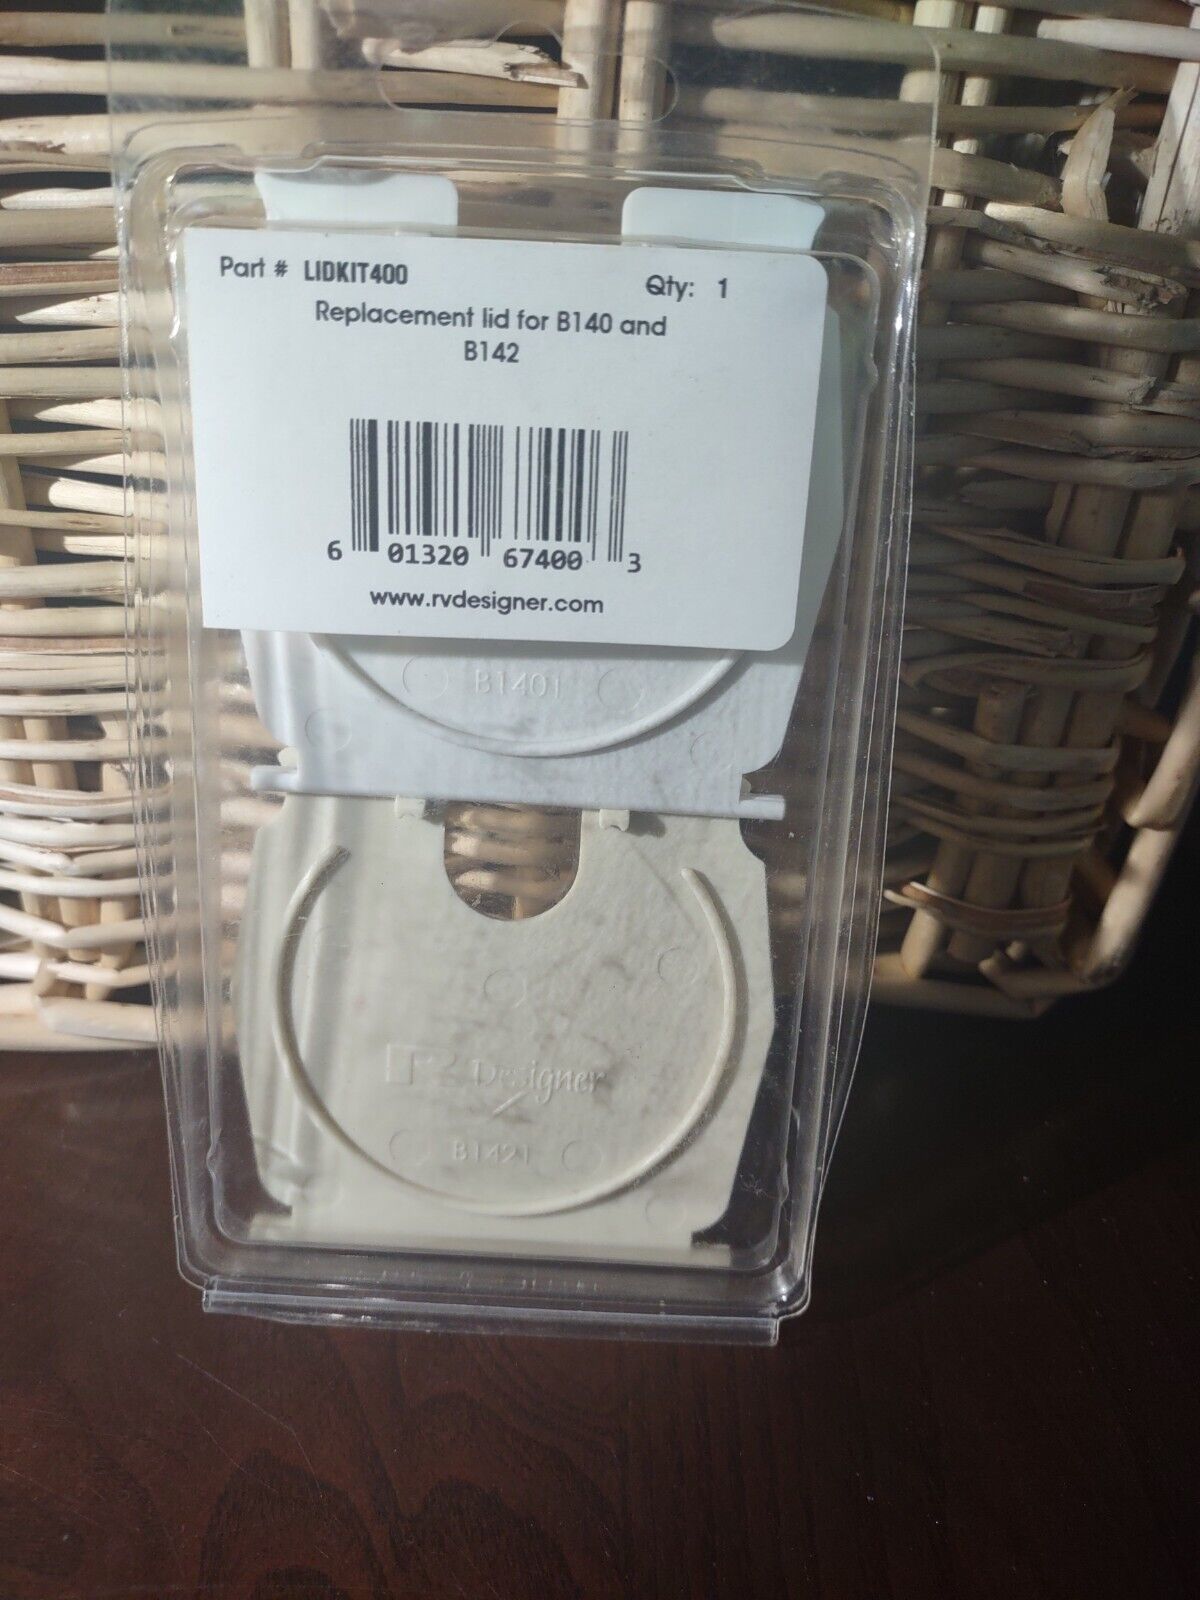 Part # LIDKIT400 Qty: 1
Replacement lid for B140 and
B142
6 01320 67400 3
www.rvdesigner.com
B1401
Designer
B1421